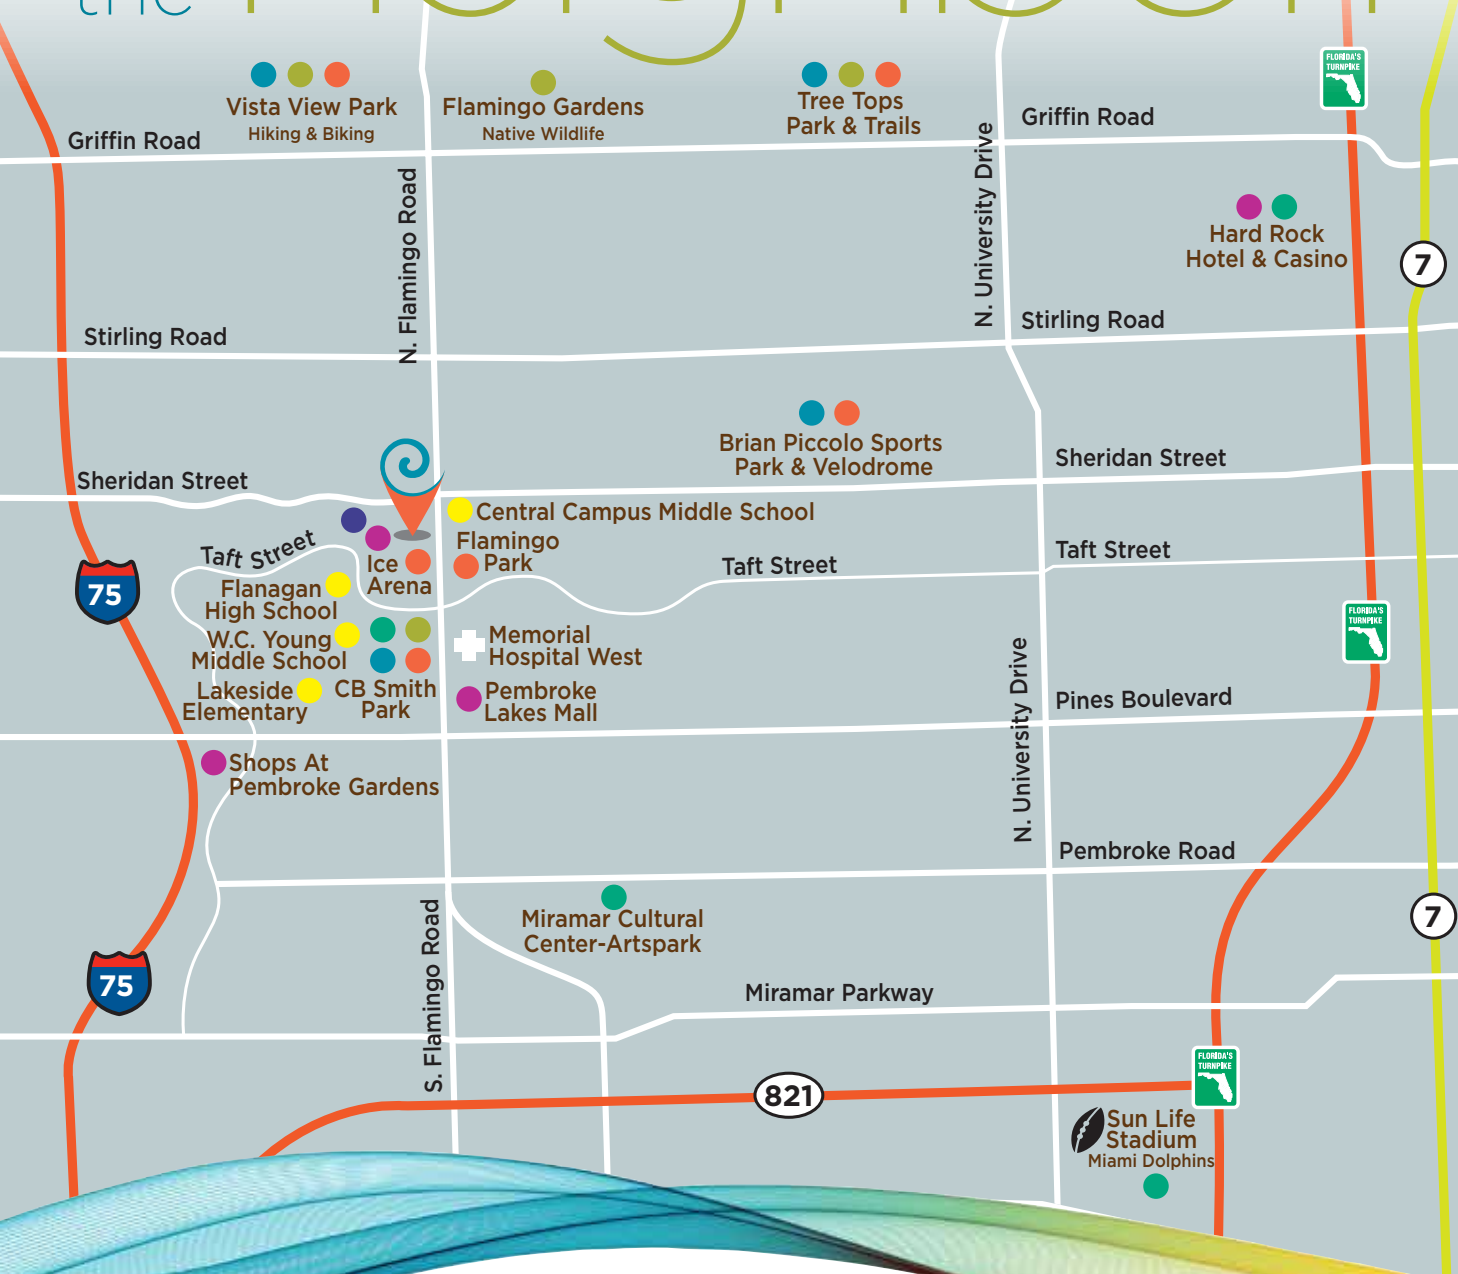 the
Vista View Park
Hiking & Biking
Flamingo Gardens
Native Wildlife
Tree Tops
Park & Trails
FLORIDA'S
TURNPIKE
Griffin Road
Griffin Road
N. Flamingo Road
N. University Drive
Hard Rock
Hotel & Casino
7
Stirling Road
Stirling Road
Brian Piccolo Sports
Park & Velodrome
Sheridan Street
Sheridan Street
Central Campus Middle School
Taft Street
Ice
Arena
Flamingo
Park
Taft Street
Taft Street
75
Flanagan
High School
W.C. Young
Middle School
Lakeside
Elementary
CB Smith
Park
Memorial
Hospital West
Pembroke
Lakes Mall
FLORIDA'S
TURNPIKE
N. University Drive
Pines Boulevard
Shops At
Pembroke Gardens
Pembroke Road
Miramar Cultural
Center-Artspark
S. Flamingo Road
7
75
Miramar Parkway
821
FLORIDA'S
TURNPIKE
Sun Life
Stadium
Miami Dolphins